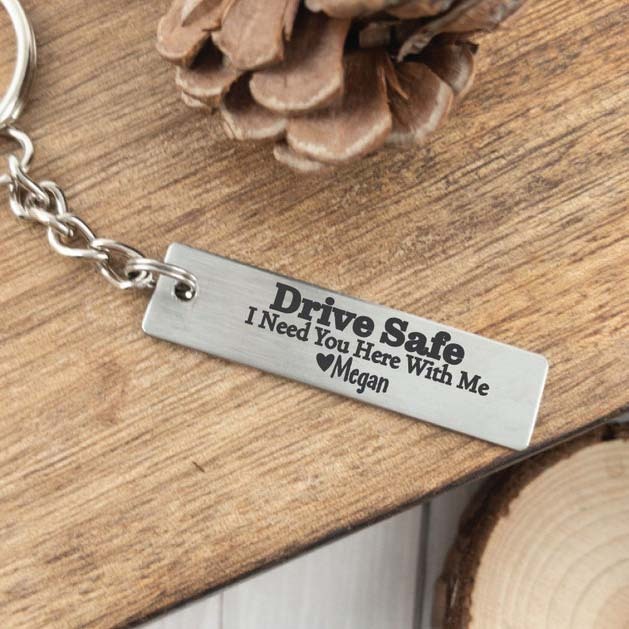 Drive Safe
I Need You Here With Me
♥Megan